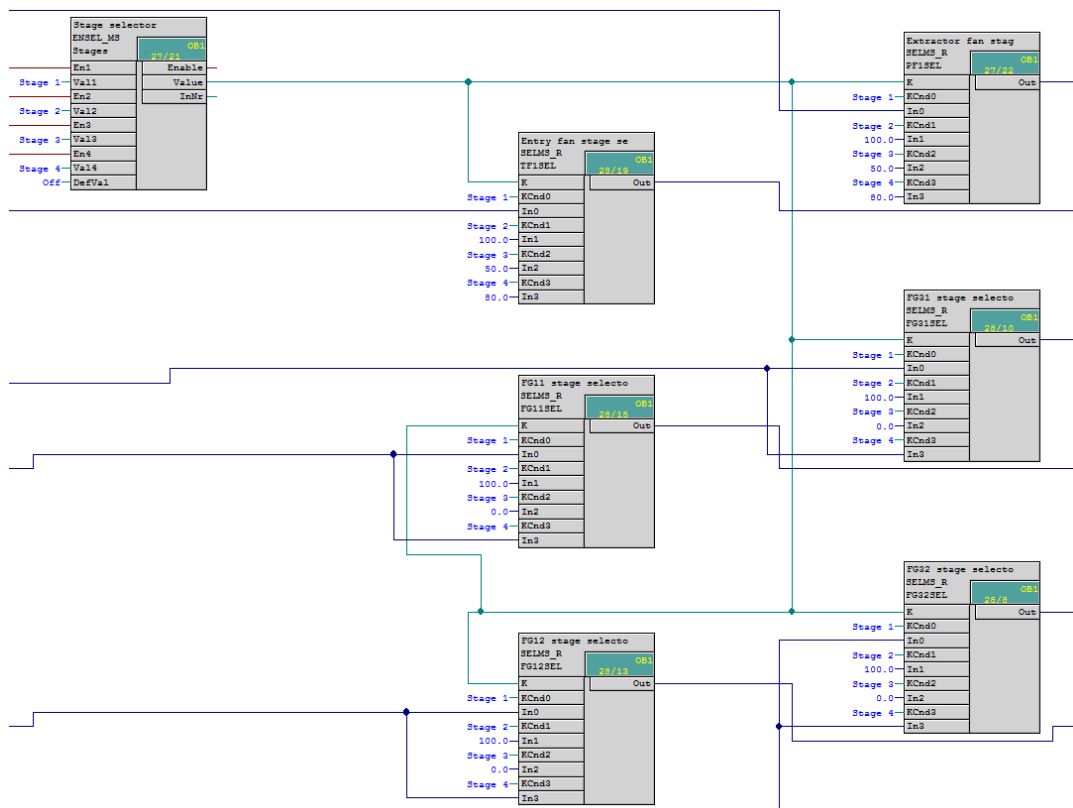 Stage selector
ENSEL_MS
Stages
OB1
27/21
En1
Enable
Stage 1
Val1
Value
En2
InNr
Stage 2
Val2
En3
Stage 3
Val3
En4
Stage 4
Val4
Off
DefVal
Extractor fan stag
SELMS_R
PF1SEL
OB1
27/22
K
Out
Stage 1
KCnd0
In0
Stage 2
KCnd1
100.0
In1
Stage 3
KCnd2
50.0
In2
Stage 4
KCnd3
80.0
In3
Entry fan stage se
SELMS_R
TF1SEL
OB1
28/19
K
Out
Stage 1
KCnd0
In0
Stage 2
KCnd1
100.0
In1
Stage 3
KCnd2
50.0
In2
Stage 4
KCnd3
80.0
In3
FG31 stage selecto
SELMS_R
FG31SEL
OB1
28/10
K
Out
Stage 1
KCnd0
In0
Stage 2
KCnd1
100.0
In1
Stage 3
KCnd2
0.0
In2
Stage 4
KCnd3
In3
FG11 stage selecto
SELMS_R
FG11SEL
OB1
28/15
K
Out
Stage 1
KCnd0
In0
Stage 2
KCnd1
100.0
In1
Stage 3
KCnd2
0.0
In2
Stage 4
KCnd3
In3
FG32 stage selecto
SELMS_R
FG32SEL
OB1
28/8
K
Out
Stage 1
KCnd0
In0
Stage 2
KCnd1
100.0
In1
Stage 3
KCnd2
0.0
In2
Stage 4
KCnd3
In3
FG12 stage selecto
SELMS_R
FG12SEL
OB1
28/13
K
Out
Stage 1
KCnd0
In0
Stage 2
KCnd1
100.0
In1
Stage 3
KCnd2
0.0
In2
Stage 4
KCnd3
In3